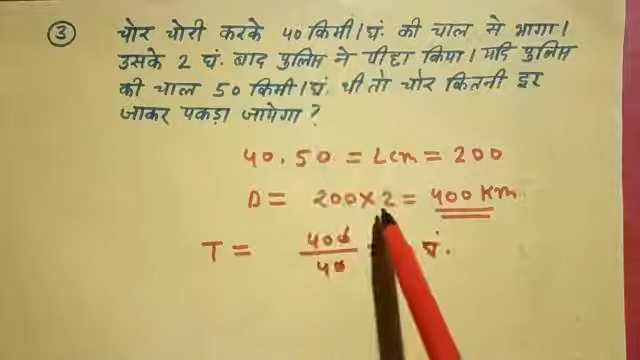 ③ चोर चोरी करके 40 किमी/घं. की चाल से भागा।
उसके 2 घं. बाद पुलिस ने पीछा किया। यदि पुलिस
की चाल 50 किमी/घं. थी तो चोर कितनी दूर
जाकर पकड़ा जायेगा?
40.50 = Lcm = 200
D = 200×2 = 400 Km
T = 400/40 = घं.